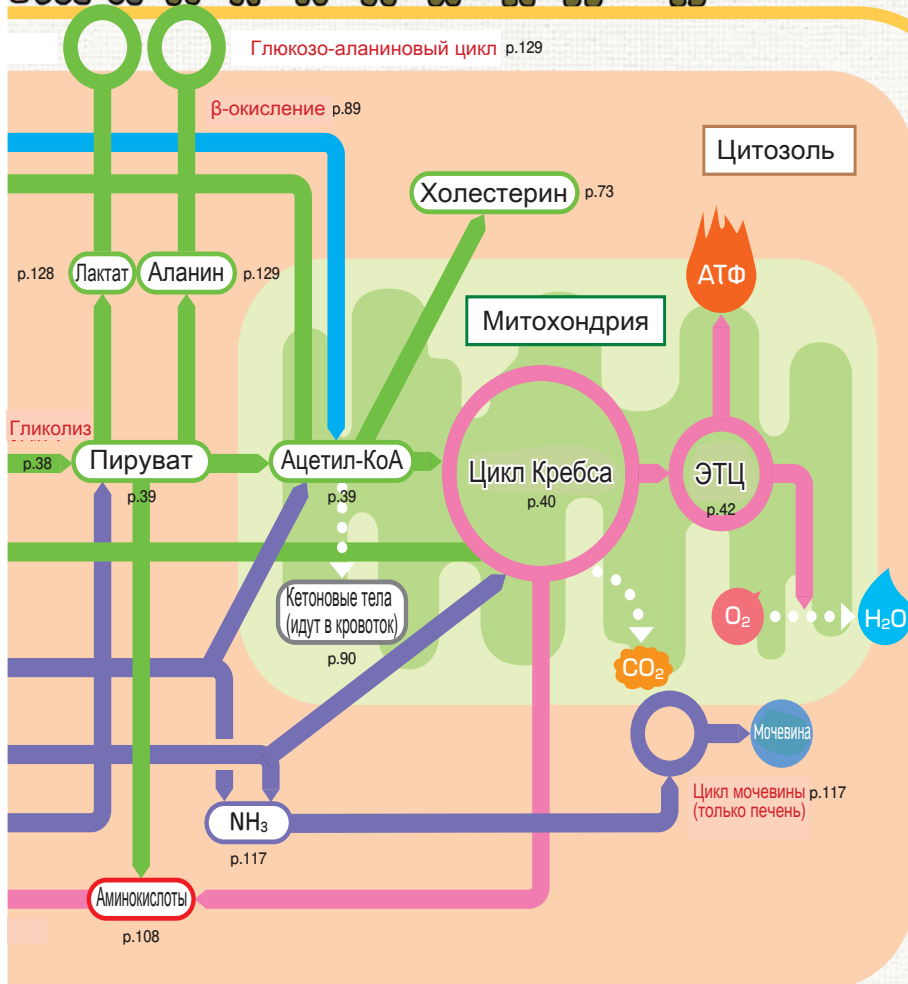 Глюкозо-аланиновый цикл p.129
β-окисление p.89
Цитозоль
Холестерин p.73
p.128 Лактат Аланин p.129
АТФ
Митохондрия
Гликолиз
p.38
Пируват
p.39
Ацетил-КоА
p.39
Цикл Кребса
p.40
ЭТЦ
p.42
Кетоновые тела
(идут в кровоток)
p.90
O₂
H₂O
CO₂
Мочевина
Цикл мочевины p.117
(только печень)
NH₃
p.117
Аминокислоты
p.108